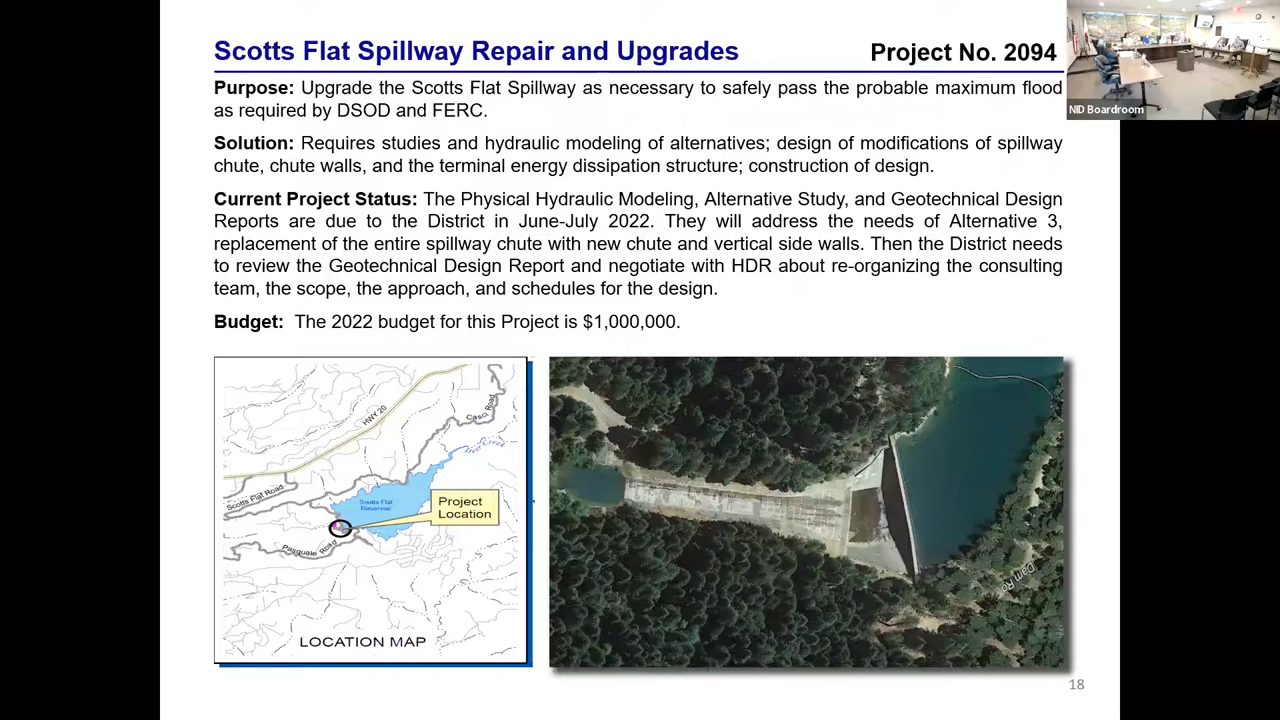 Scotts Flat Spillway Repair and Upgrades
Project No. 2094
NID Boardroom
Purpose: Upgrade the Scotts Flat Spillway as necessary to safely pass the probable maximum flood
as required by DSOD and FERC.
Solution: Requires studies and hydraulic modeling of alternatives; design of modifications of spillway
chute, chute walls, and the terminal energy dissipation structure; construction of design.
Current Project Status: The Physical Hydraulic Modeling, Alternative Study, and Geotechnical Design
Reports are due to the District in June-July 2022. They will address the needs of Alternative 3,
replacement of the entire spillway chute with new chute and vertical side walls. Then the District needs
to review the Geotechnical Design Report and negotiate with HDR about re-organizing the consulting
team, the scope, the approach, and schedules for the design.
Budget: The 2022 budget for this Project is $1,000,000.
HWY 20
Casci Road
Deer Creek
Scotts Flat Road
Scotts Flat
Reservoir
Project
Location
Pasquale Road
LOCATION MAP
Dam Rd
18